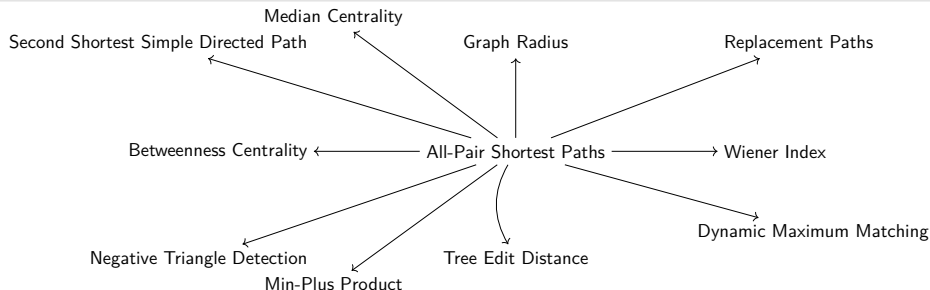 Median Centrality
Second Shortest Simple Directed Path
Graph Radius
Replacement Paths
Betweenness Centrality
All-Pair Shortest Paths
Wiener Index
Dynamic Maximum Matching
Negative Triangle Detection
Tree Edit Distance
Min-Plus Product